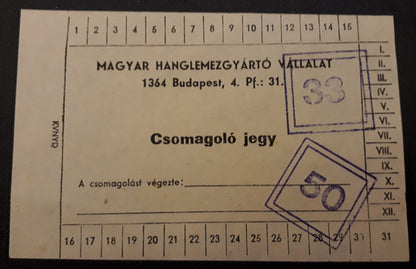 1 2 3 4 5 6 7 8 9 10 11 12 13 14 15
MAGYAR HANGLEMEZGYÁRTÓ VÁLLALAT
1364 Budapest, 4. Pf.: 31.
33
Csomagoló jegy
A csomagolást végezte:
50
I.
II.
III.
IV.
V.
VI.
VII.
VIII.
IX.
X.
XI.
XII.
16 17 18 19 20 21 22 23 24 25 26 27 28 29 30 31